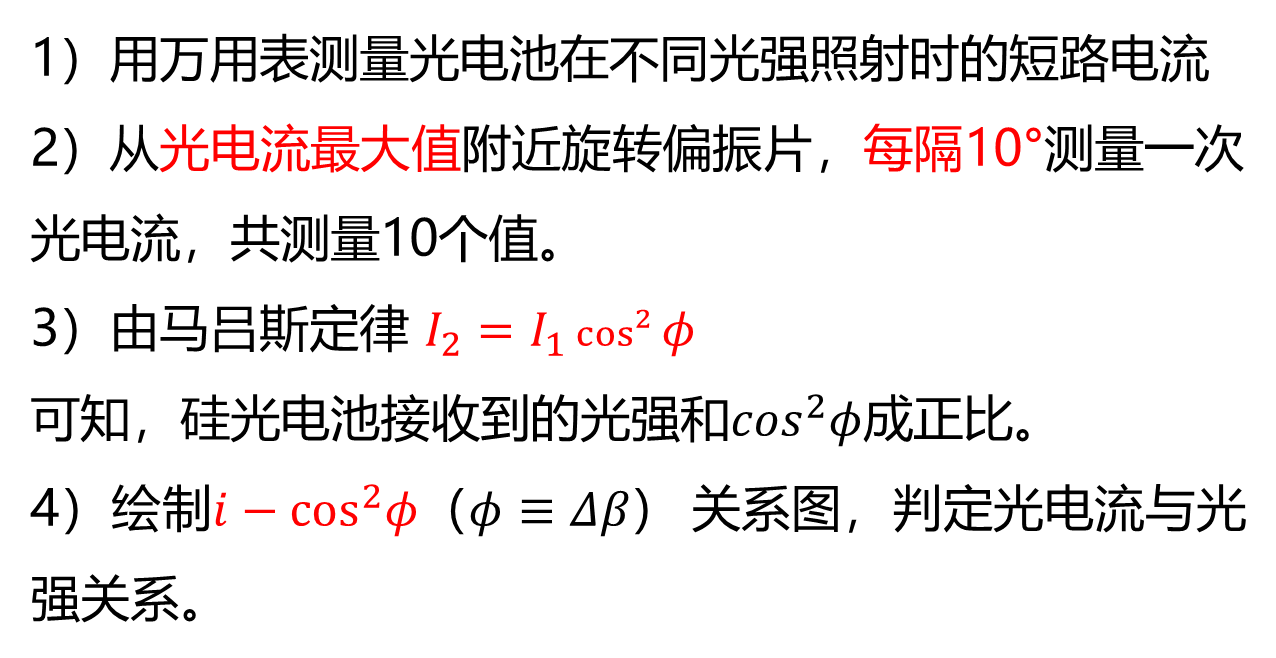 1）用万用表测量光电池在不同光强照射时的短路电流
2）从光电流最大值附近旋转偏振片，每隔10°测量一次
光电流，共测量10个值。
3）由马吕斯定律 I₂ = I₁ cos² ϕ
可知，硅光电池接收到的光强和cos²ϕ成正比。
4）绘制i − cos²ϕ（ϕ ≡ Δβ） 关系图，判定光电流与光
强关系。